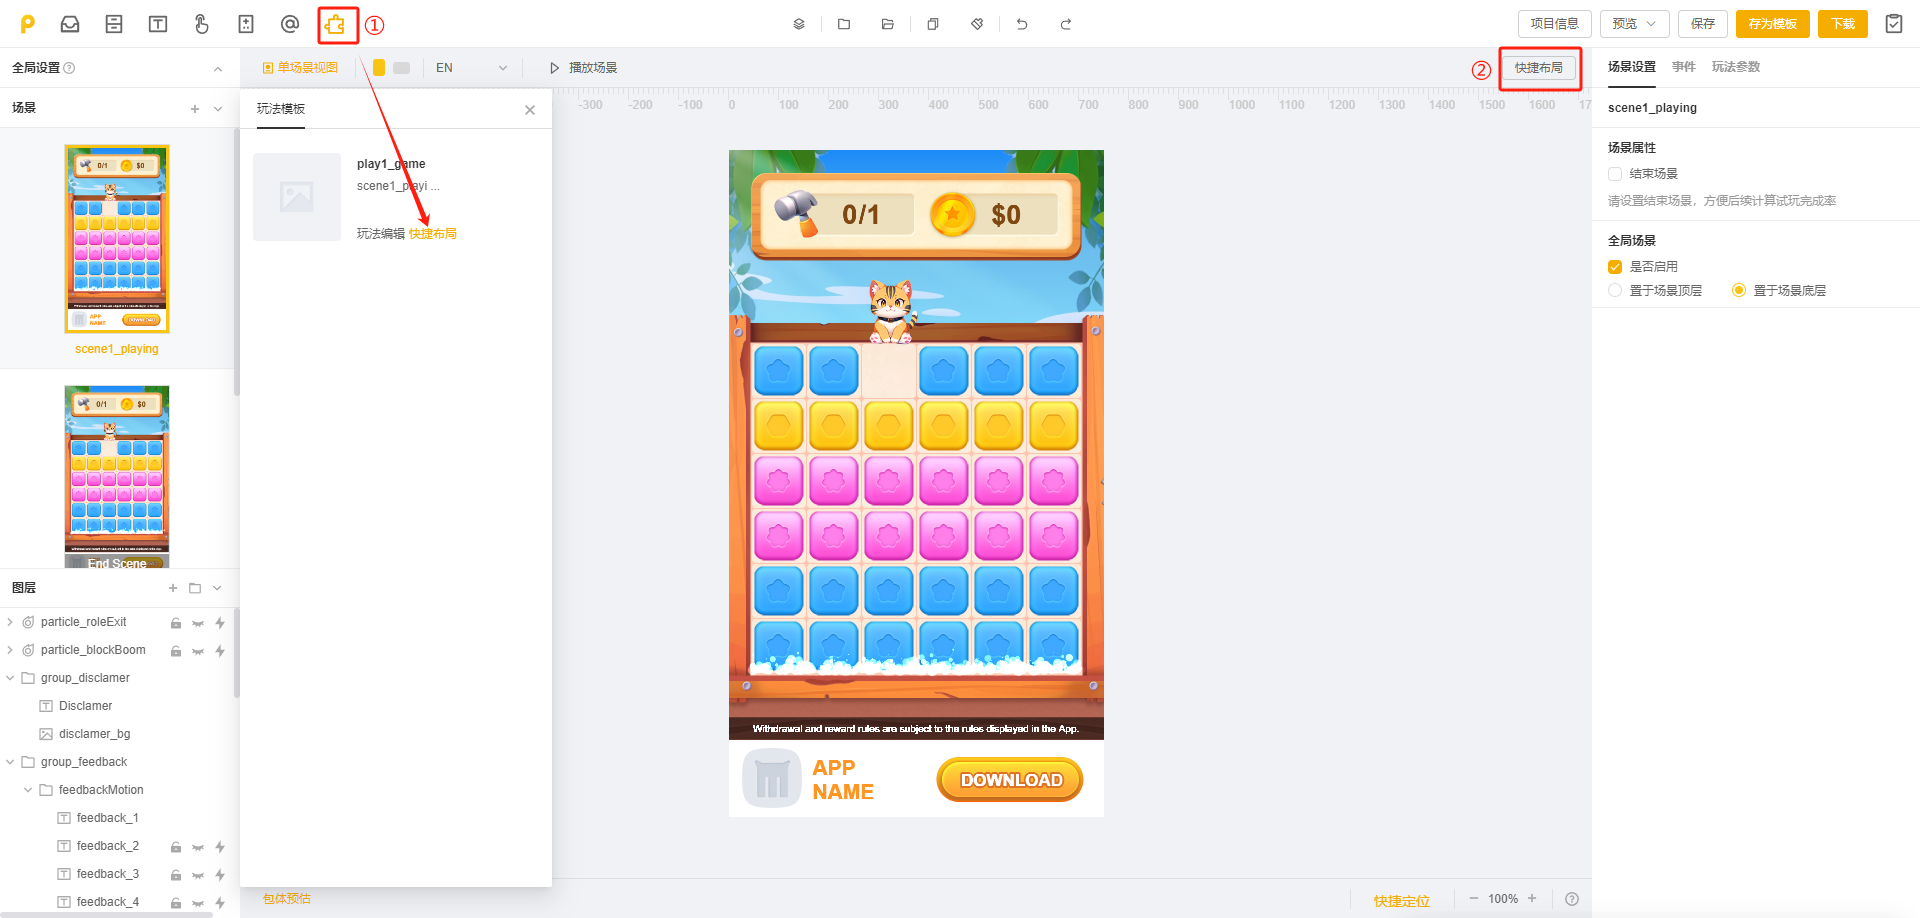 ①
项目信息
预览
保存
存为模板
下载
全局设置
单场景视图
EN
播放场景
②
快捷布局
场景设置
事件
玩法参数
场景
玩法模板
-300
-200
-100
0
100
200
300
400
500
600
700
800
900
1000
1100
1200
1300
1400
1500
1600
17
scene1_playing
场景属性
结束场景
请设置结束场景，方便后续计算试玩完成率
全局场景
是否启用
置于场景顶层
置于场景底层
play1_game
scene1_playi ...
玩法编辑 快捷布局
0/1
$0
APP
NAME
DOWNLOAD
scene1_playing
0/1
$0
End Scene
0/1
$0
Withdrawal and reward rules are subject to the rules displayed in the App.
APP
NAME
DOWNLOAD
图层
particle_roleExit
particle_blockBoom
group_disclamer
Disclamer
disclamer_bg
group_feedback
feedbackMotion
feedback_1
feedback_2
feedback_3
feedback_4
包体预估
快捷定位
100%